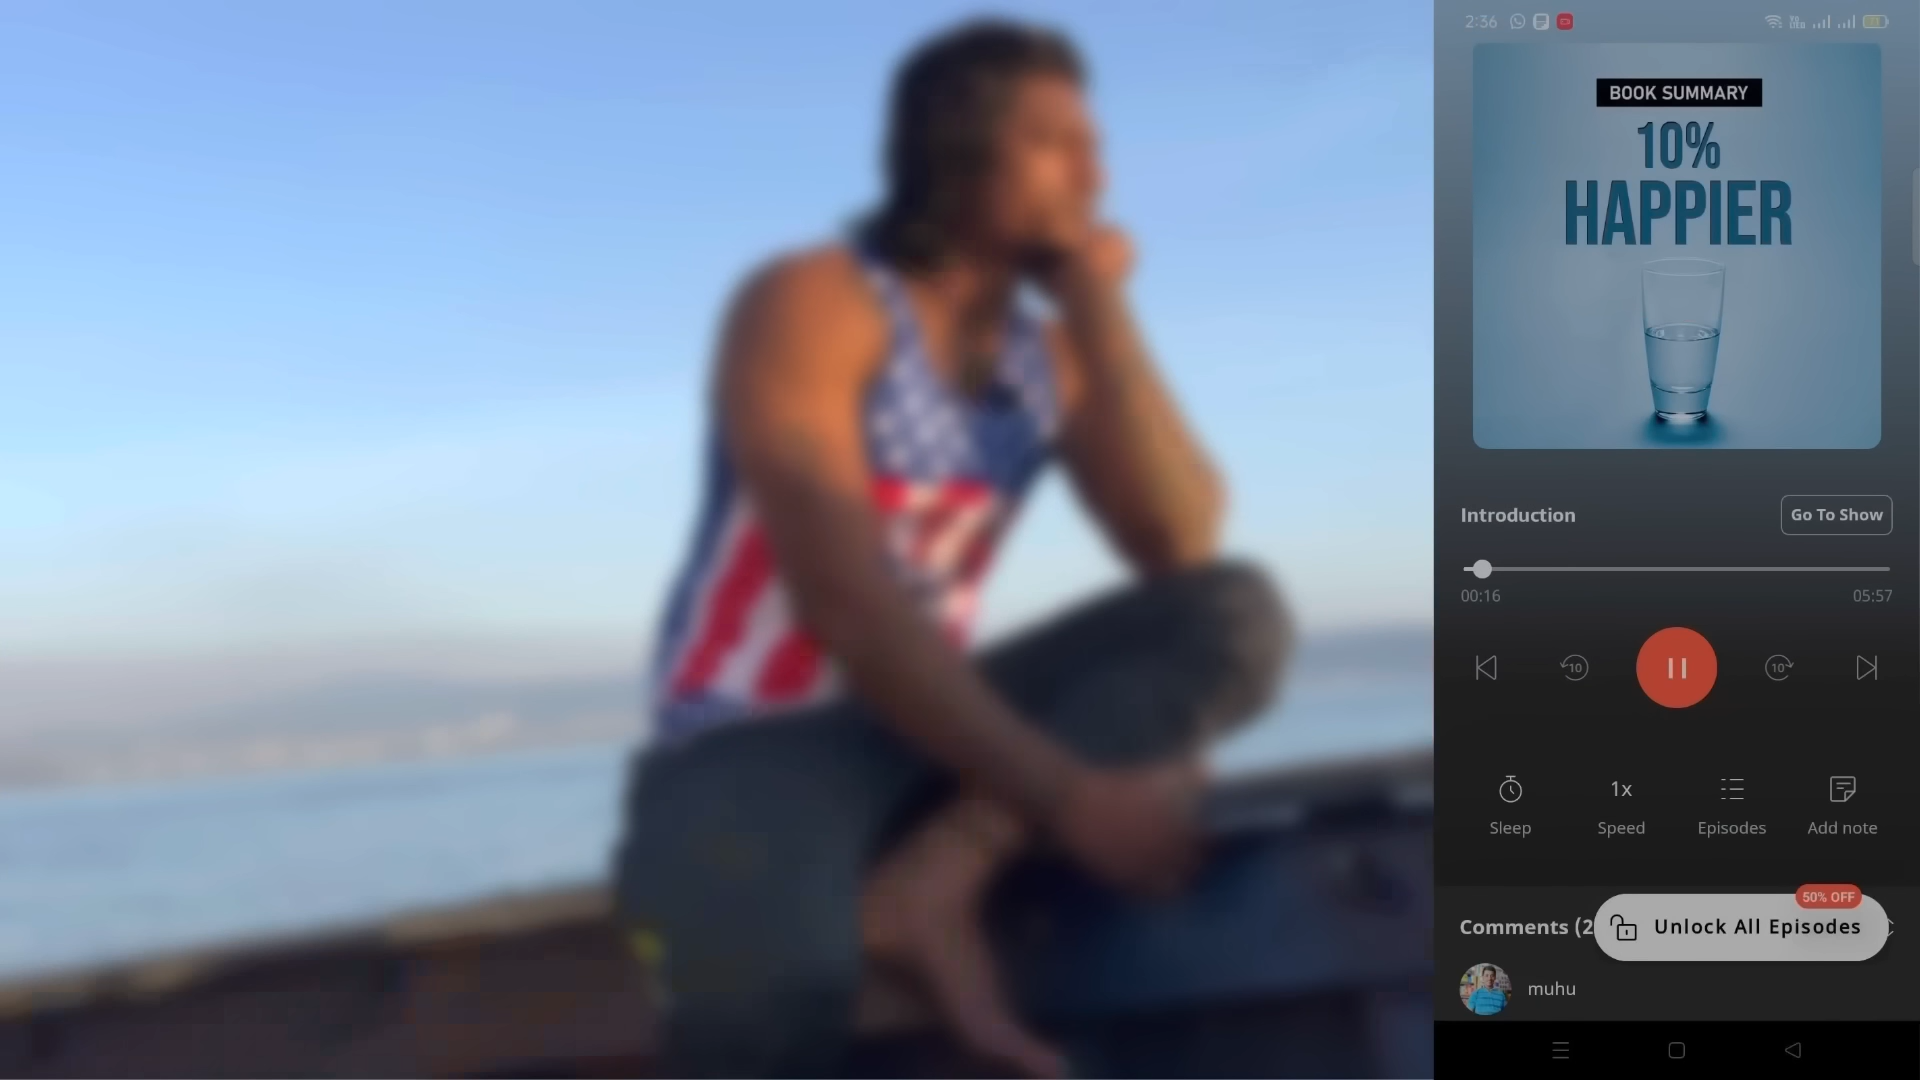 2:36
BOOK SUMMARY
10%
HAPPIER
Introduction
Go To Show
00:16
05:57
10
10
Sleep
1x
Speed
Episodes
Add note
50% OFF
Comments (2
Unlock All Episodes
muhu